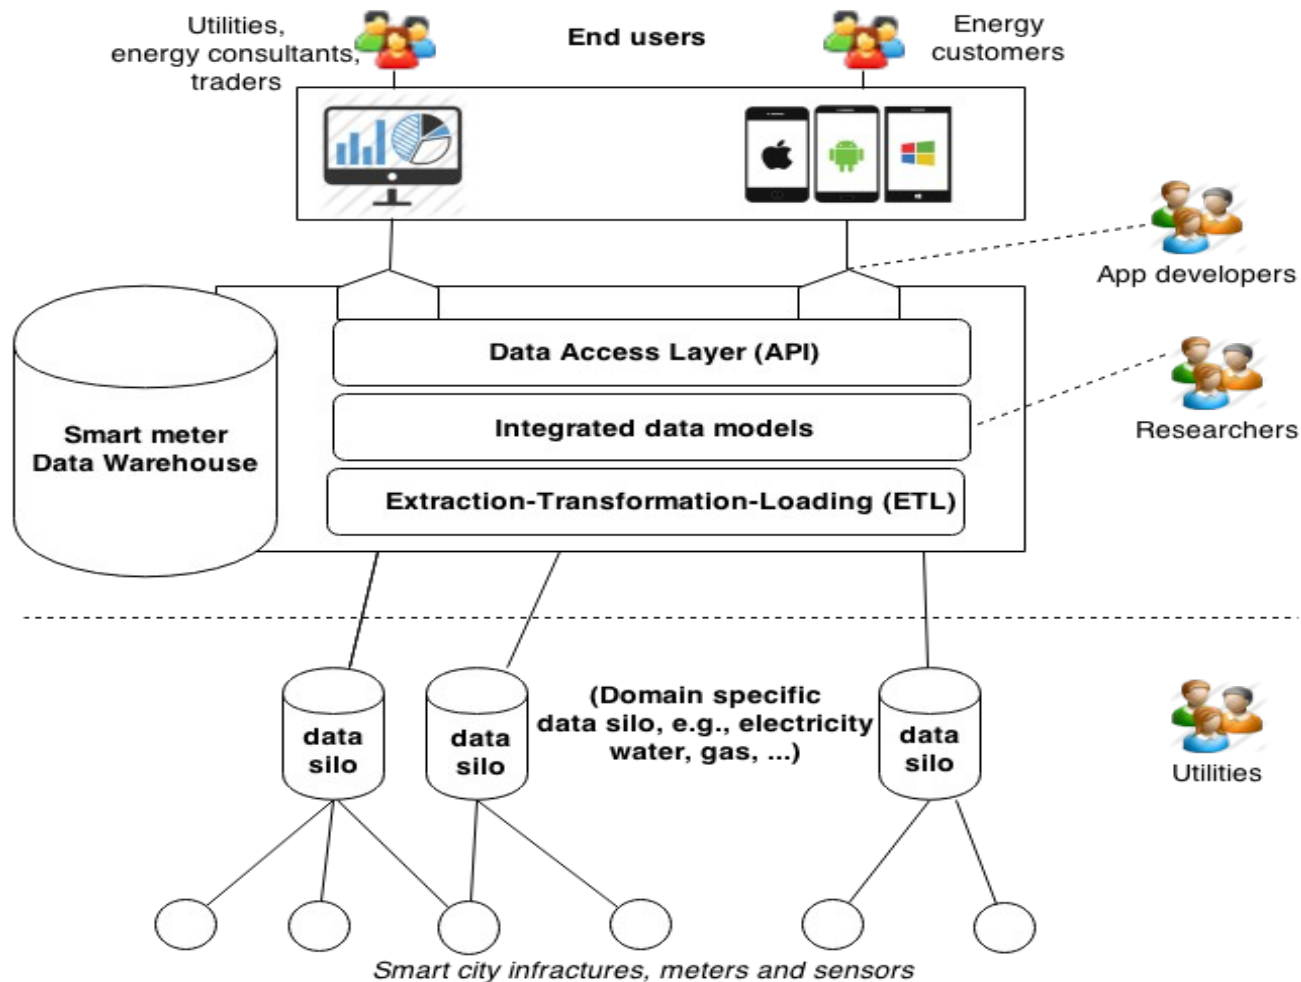 Utilities,
energy consultants,
traders
End users
Energy
customers
App developers
Data Access Layer (API)
Researchers
Integrated data models
Smart meter
Data Warehouse
Extraction-Transformation-Loading (ETL)
data
silo
data
silo
(Domain specific
data silo, e.g., electricity
water, gas, ...)
data
silo
Utilities
Smart city infractures, meters and sensors